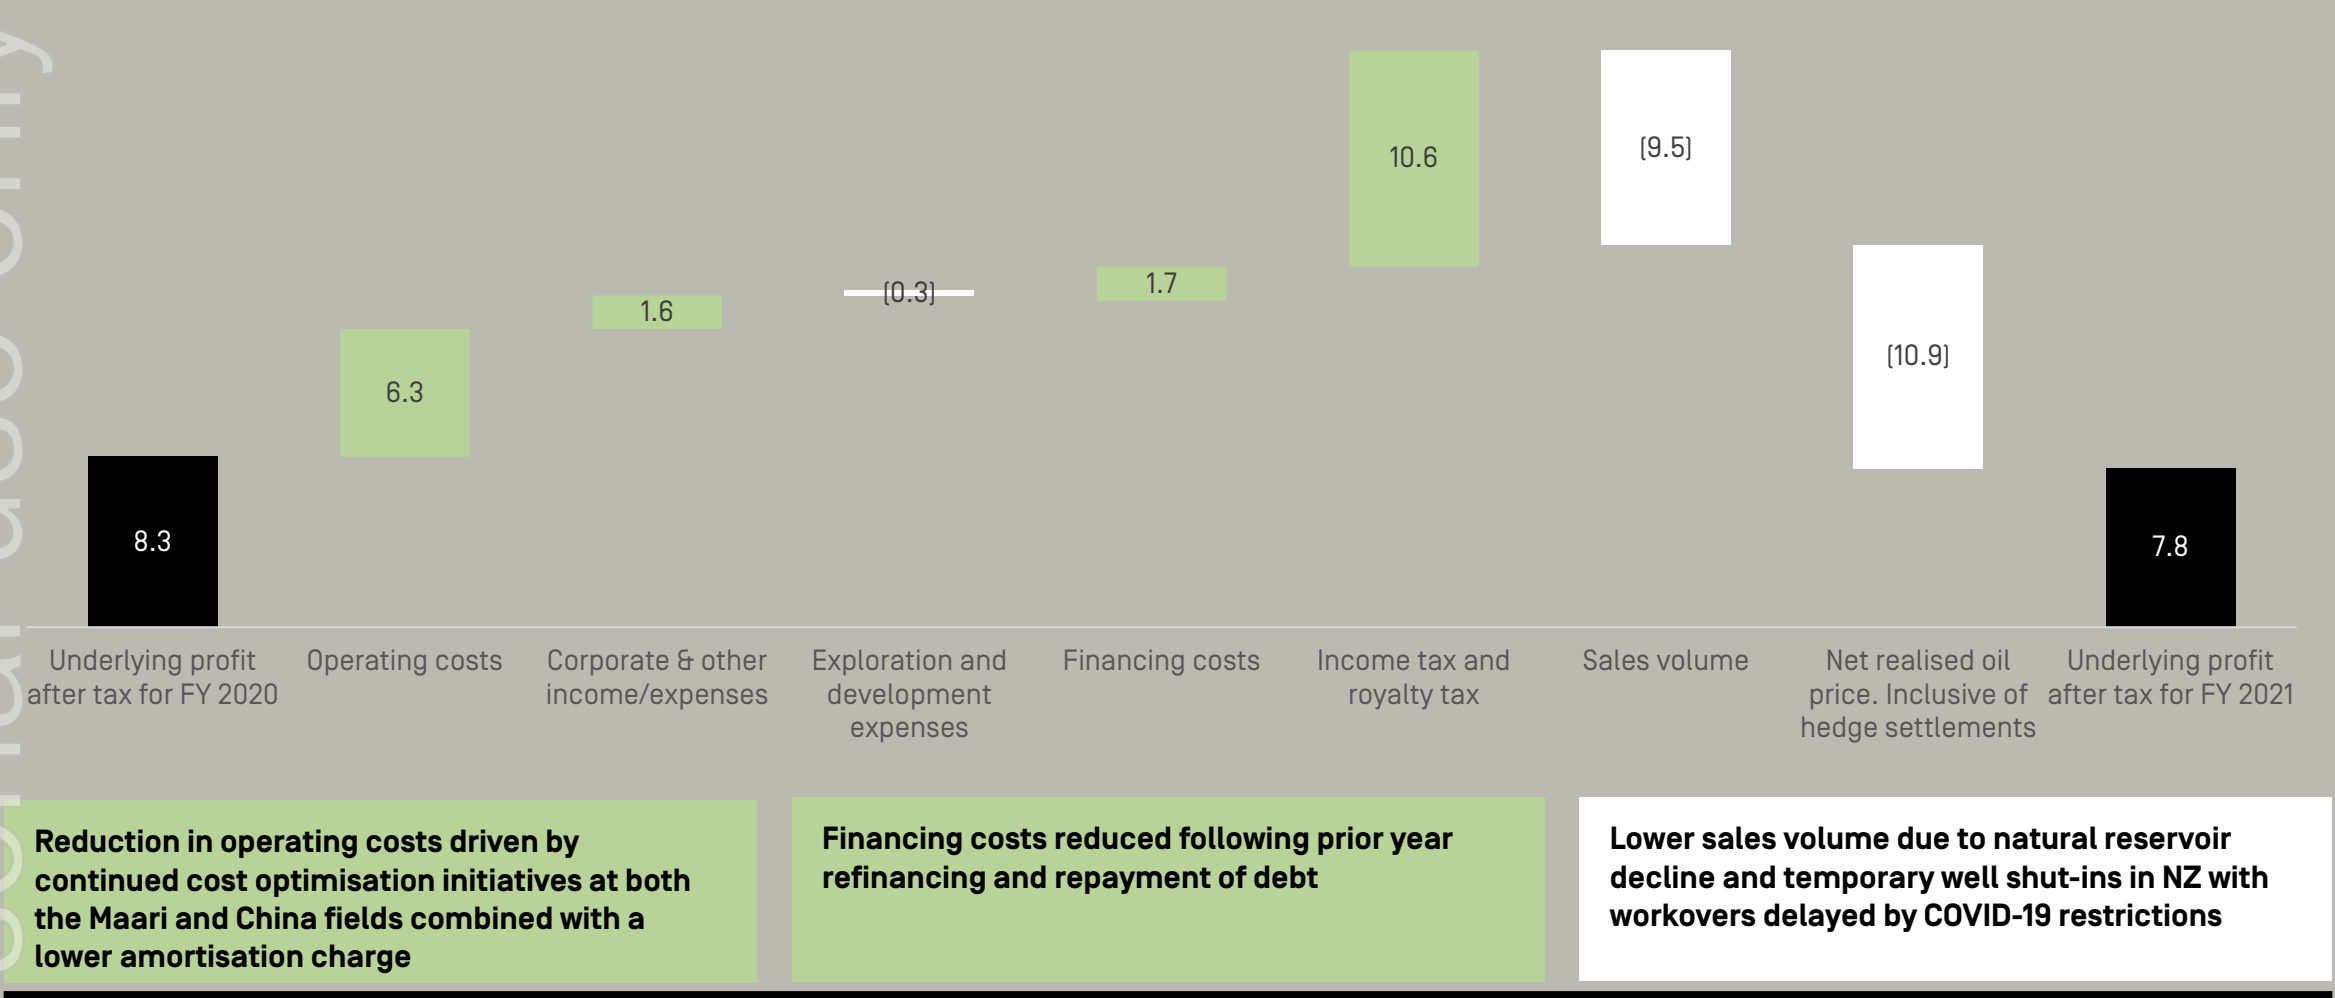 10.6
(9.5)
(0.3)
1.7
1.6
(10.9)
6.3
8.3
7.8
Underlying profit
after tax for FY 2020
Operating costs
Corporate & other
income/expenses
Exploration and
development
expenses
Financing costs
Income tax and
royalty tax
Sales volume
Net realised oil
price. Inclusive of
hedge settlements
Underlying profit
after tax for FY 2021
Reduction in operating costs driven by
continued cost optimisation initiatives at both
the Maari and China fields combined with a
lower amortisation charge
Financing costs reduced following prior year
refinancing and repayment of debt
Lower sales volume due to natural reservoir
decline and temporary well shut-ins in NZ with
workovers delayed by COVID-19 restrictions